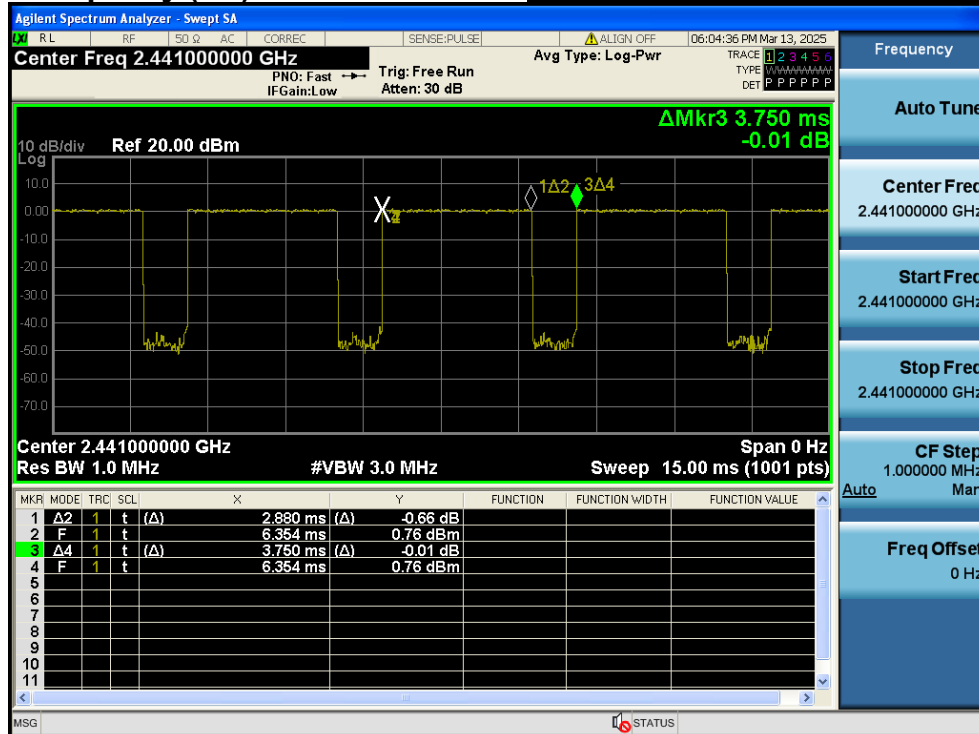 Agilent Spectrum Analyzer - Swept SA
RL RF 50 Ω AC CORREC SENSE:PULSE ALIGN OFF 06:04:36 PM Mar 13, 2025
Center Freq 2.441000000 GHz
PNO: Fast
IFGain:Low
Trig: Free Run
Atten: 30 dB
Avg Type: Log-Pwr
TRACE 1 2 3 4 5 6
TYPE
DET P P P P P P
ΔMkr3 3.750 ms
-0.01 dB
10 dB/div Ref 20.00 dBm
Log
10.0
0.00
-10.0
-20.0
-30.0
-40.0
-50.0
-60.0
-70.0
1Δ2 3Δ4
Center 2.441000000 GHz Span 0 Hz
Res BW 1.0 MHz #VBW 3.0 MHz Sweep 15.00 ms (1001 pts)
MKR MODE TRC SCL X Y FUNCTION FUNCTION WIDTH FUNCTION VALUE
1 Δ2 1 t (Δ) 2.880 ms (Δ) -0.66 dB
2 F 1 t 6.354 ms 0.76 dBm
3 Δ4 1 t (Δ) 3.750 ms (Δ) -0.01 dB
4 F 1 t 6.354 ms 0.76 dBm
5
6
7
8
9
10
11
MSG STATUS
Frequency
Auto Tune
Center Freq
2.441000000 GHz
Start Freq
2.441000000 GHz
Stop Freq
2.441000000 GHz
CF Step
1.000000 MHz
Auto Man
Freq Offset
0 Hz